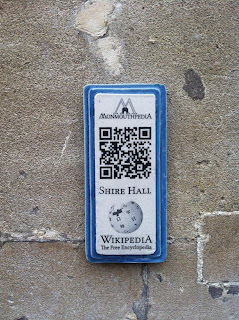 MONMOUTHPEDIA
SHIRE HALL
WIKIPEDIA
The Free Encyclopedia